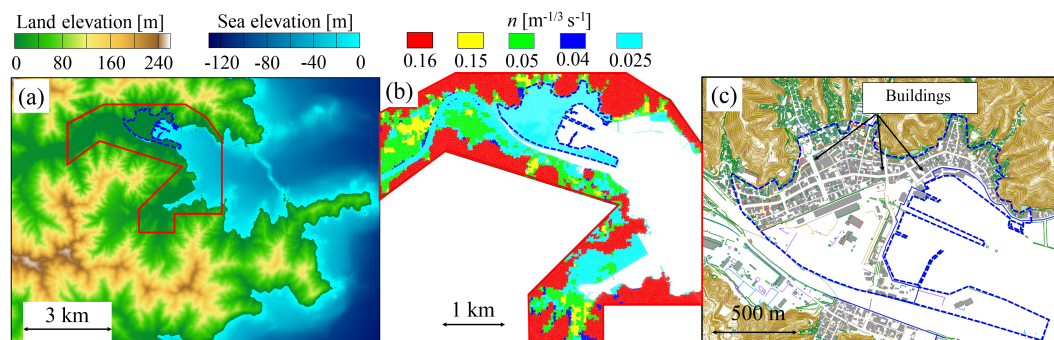 Land elevation [m]
0 80 160 240
Sea elevation [m]
-120 -80 -40 0
n [m-1/3 s-1]
0.16 0.15 0.05 0.04 0.025
(a)
3 km
(b)
1 km
(c)
Buildings
500 m